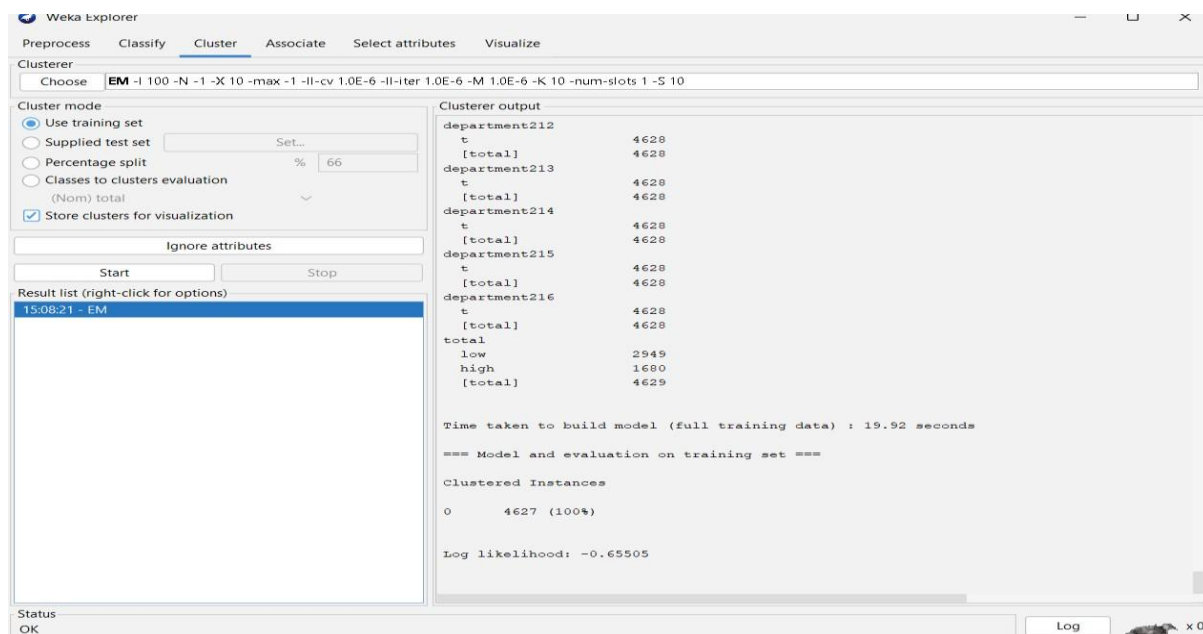 Weka Explorer
Preprocess Classify Cluster Associate Select attributes Visualize
Clusterer
Choose EM -I 100 -N -1 -X 10 -max -1 -ll-cv 1.0E-6 -ll-iter 1.0E-6 -M 1.0E-6 -K 10 -num-slots 1 -S 10
Cluster mode
Use training set
Supplied test set Set...
Percentage split % 66
Classes to clusters evaluation
(Nom) total
Store clusters for visualization
Ignore attributes
Start Stop
Result list (right-click for options)
15:08:21 - EM
Clusterer output
department212
t 4628
[total] 4628
department213
t 4628
[total] 4628
department214
t 4628
[total] 4628
department215
t 4628
[total] 4628
department216
t 4628
[total] 4628
total
low 2949
high 1680
[total] 4629
Time taken to build model (full training data) : 19.92 seconds
=== Model and evaluation on training set ===
Clustered Instances
0 4627 (100%)
Log likelihood: -0.65505
Status
OK
Log
x 0